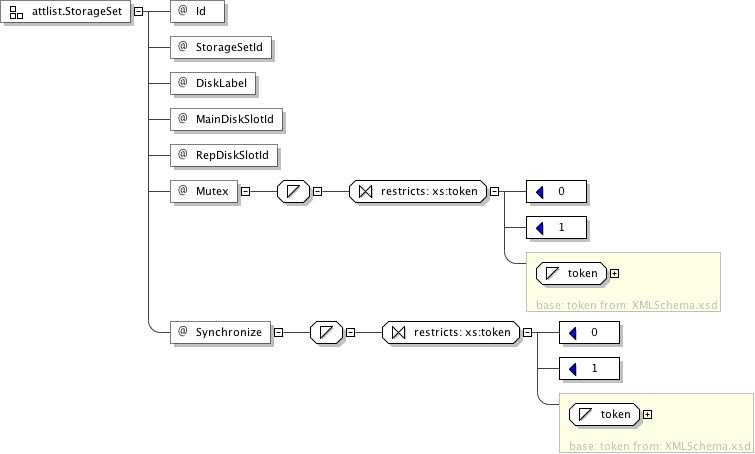 attlist.StorageSet
@ Id
@ StorageSetId
@ DiskLabel
@ MainDiskSlotId
@ RepDiskSlotId
@ Mutex
restricts: xs:token
0
1
token
base: token from: XMLSchema.xsd
@ Synchronize
restricts: xs:token
0
1
token
base: token from: XMLSchema.xsd